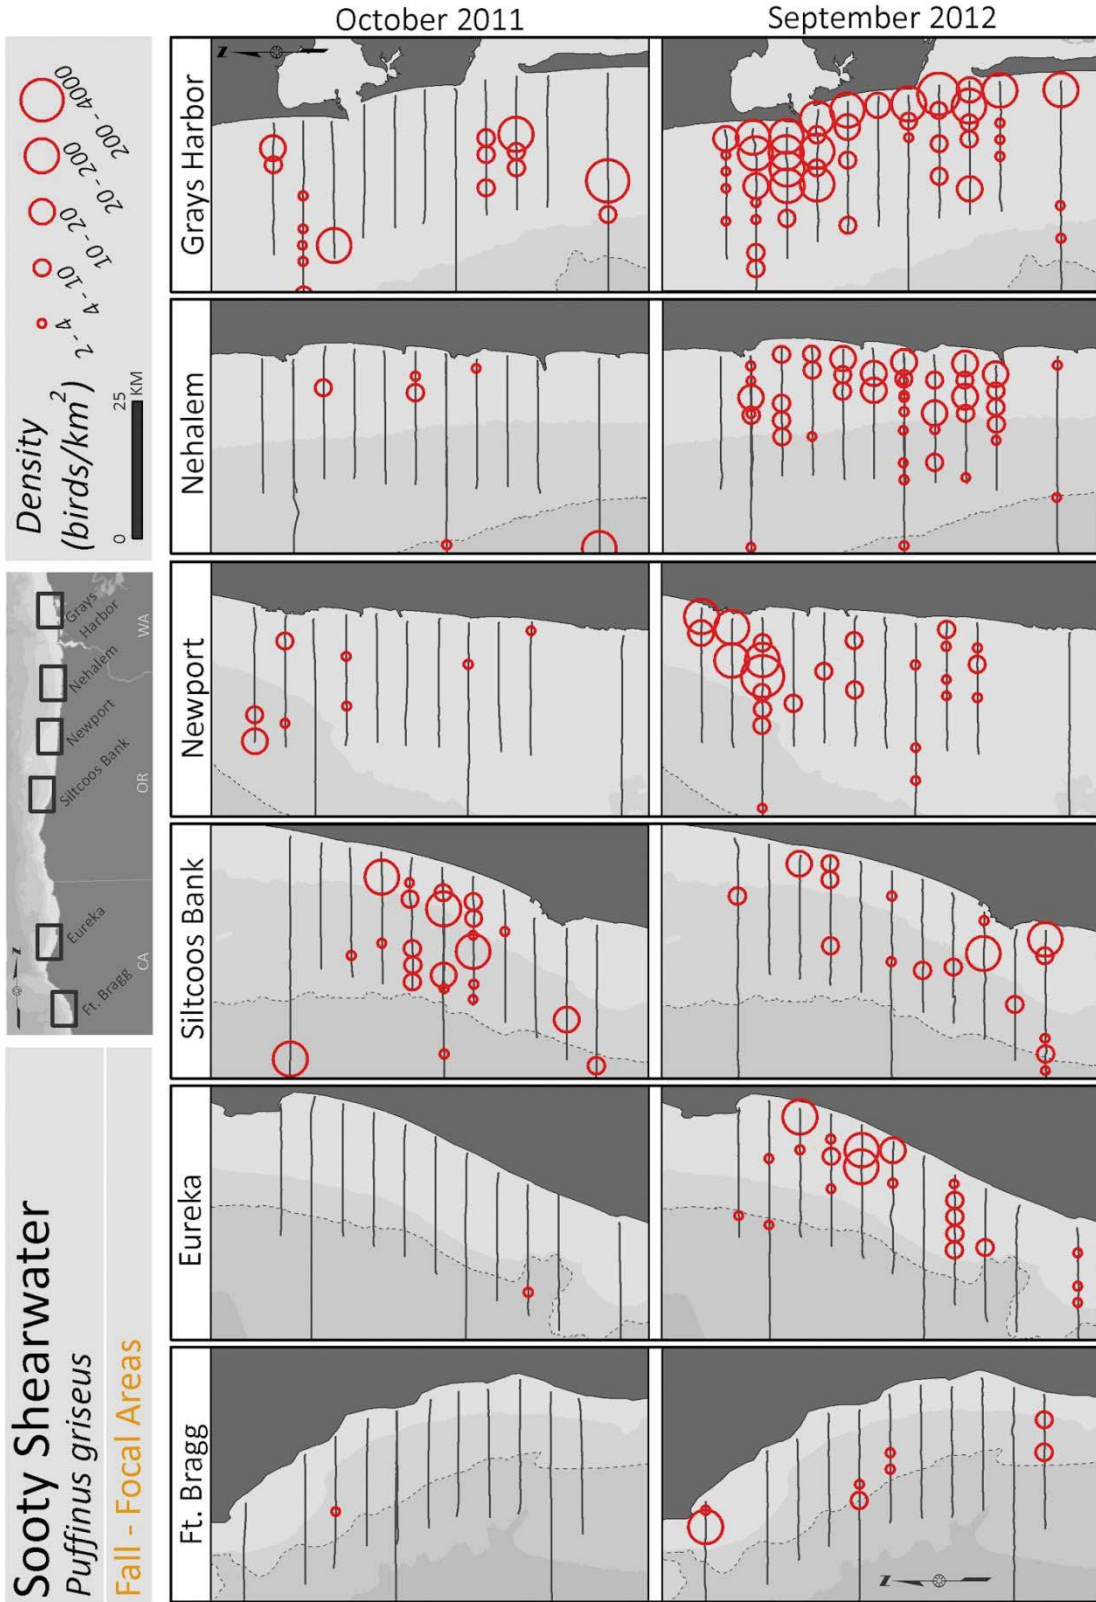 Sooty Shearwater
Puffinus griseus
Fall - Focal Areas
N
Ft. Bragg
Eureka
Siltcoos Bank
Newport
Nehalem
Grays
Harbor
CA
OR
WA
Density
(birds/km²)
2 - 4
4 - 10
10 - 20
20 - 200
200 - 4000
0
25
KM
October 2011
September 2012
Grays Harbor
N
Nehalem
Newport
Siltcoos Bank
Eureka
Ft. Bragg
N